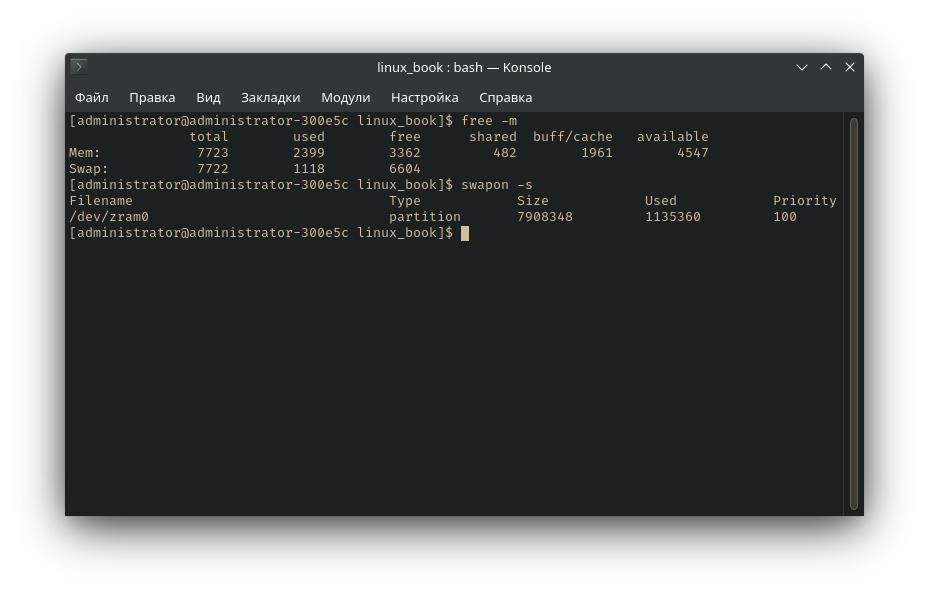 linux_book : bash — Konsole
Файл Правка Вид Закладки Модули Настройка Справка
[administrator@administrator-300e5c linux_book]$ free -m
total used free shared buff/cache available
Mem: 7723 2399 3362 482 1961 4547
Swap: 7722 1118 6604
[administrator@administrator-300e5c linux_book]$ swapon -s
Filename Type Size Used Priority
/dev/zram0 partition 7908348 1135360 100
[administrator@administrator-300e5c linux_book]$